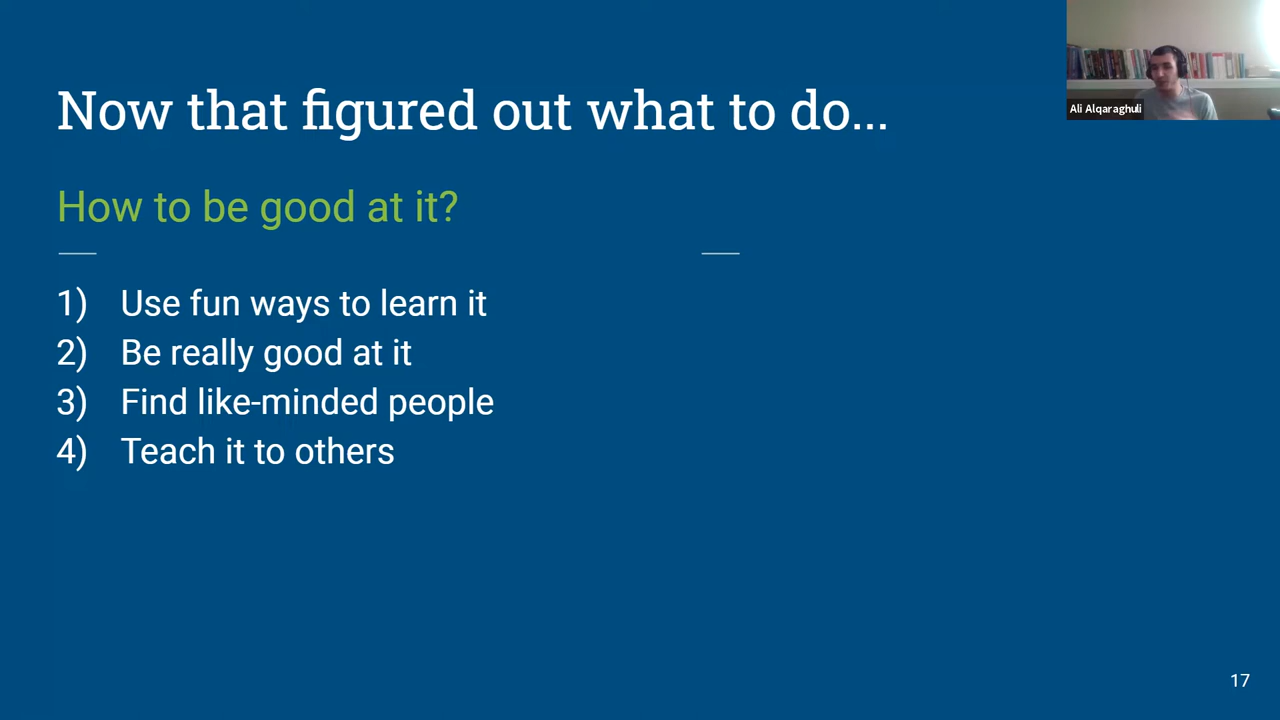 Now that figured out what to do...
Ali Alqaraghuli
How to be good at it?
1) Use fun ways to learn it
2) Be really good at it
3) Find like-minded people
4) Teach it to others
17